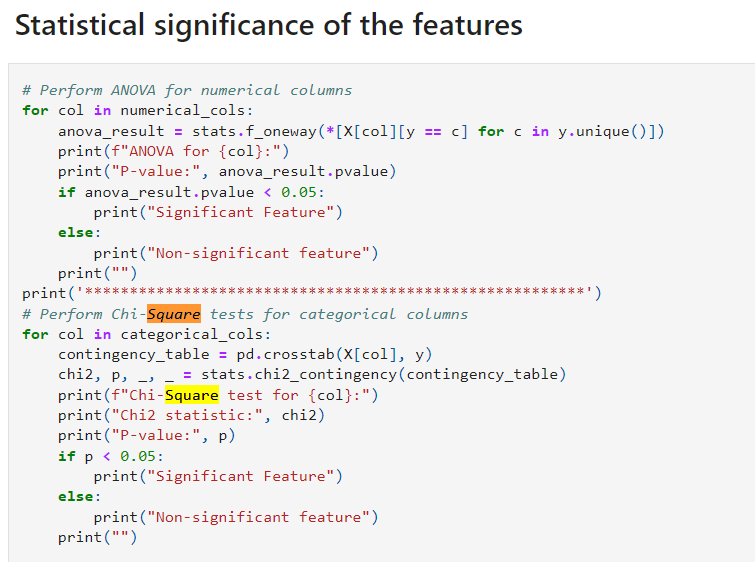 Statistical significance of the features
# Perform ANOVA for numerical columns
for col in numerical_cols:
    anova_result = stats.f_oneway(*[X[col][y == c] for c in y.unique()])
    print(f"ANOVA for {col}:")
    print("P-value:", anova_result.pvalue)
    if anova_result.pvalue < 0.05:
        print("Significant Feature")
    else:
        print("Non-significant feature")
    print("")
print('********************************************************')
# Perform Chi-Square tests for categorical columns
for col in categorical_cols:
    contingency_table = pd.crosstab(X[col], y)
    chi2, p, _, _ = stats.chi2_contingency(contingency_table)
    print(f"Chi-Square test for {col}:")
    print("Chi2 statistic:", chi2)
    print("P-value:", p)
    if p < 0.05:
        print("Significant Feature")
    else:
        print("Non-significant feature")
    print("")